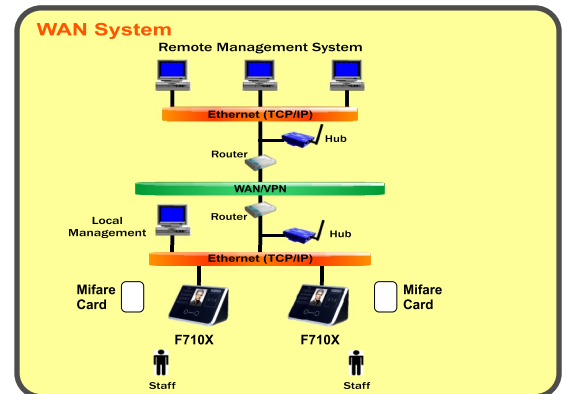 WAN System
Remote Management System
Ethernet (TCP/IP)
Hub
Router
WAN/VPN
Router
Local
Management
Hub
Ethernet (TCP/IP)
Mifare
Card
Mifare
Card
F710X
F710X
Staff
Staff